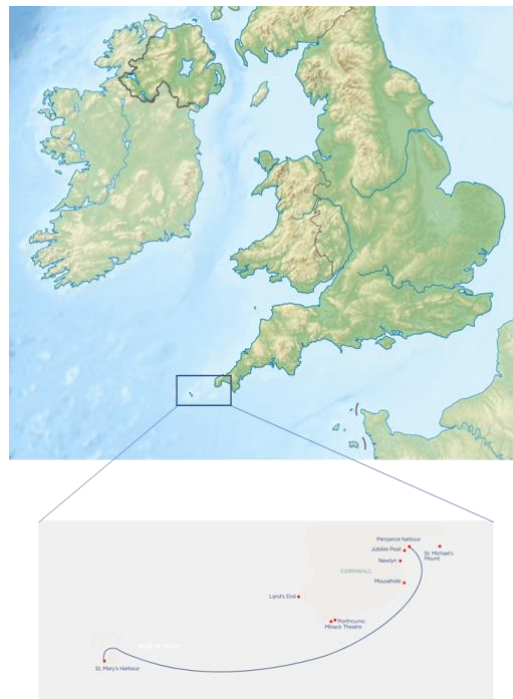 Penzance harbour
Jubilee Pool
St. Michael's
Mount
Newlyn
CORNWALL
Mousehole
Land's End
Porthcurno
Minack Theatre
St. Mary's Harbour